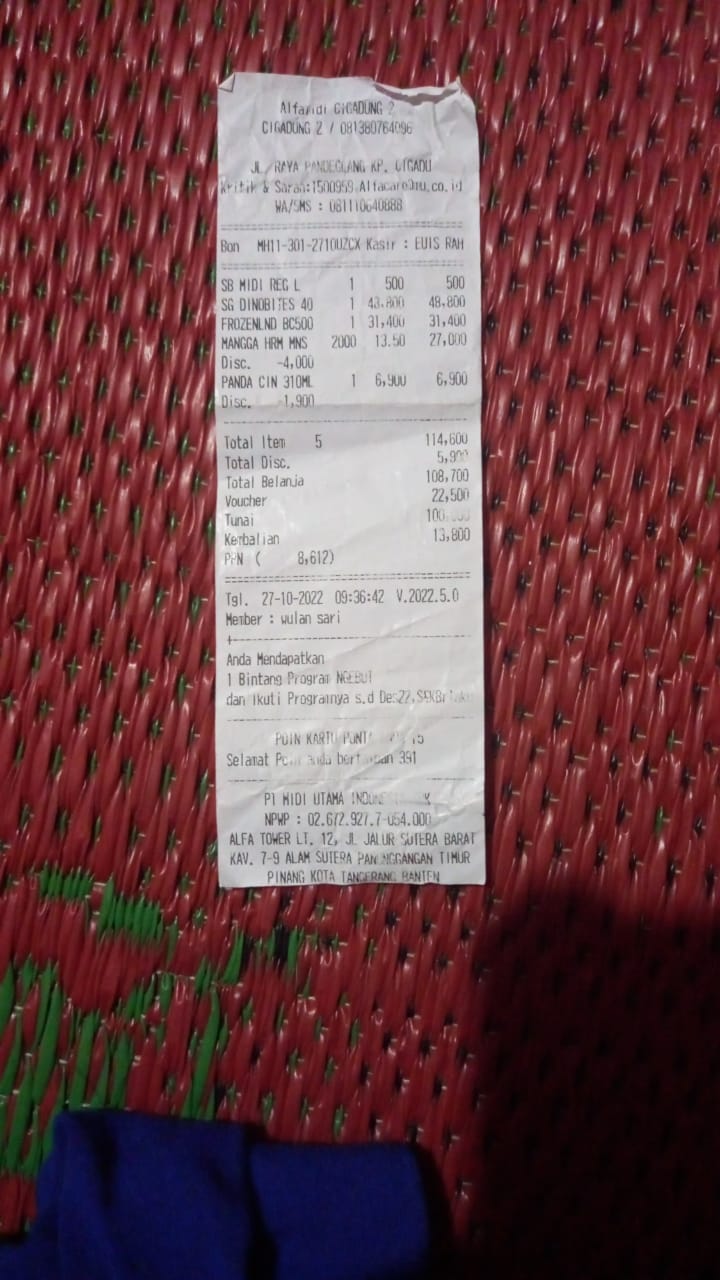 Alfamidi CIGADUNG 2
CIGADUNG 2 / 081380764096
JL. RAYA PANDEGLANG KP. CIGADU
Kritik & Saran:1500959,Alfacare@mu.co.id
WA/SMS : 081110640888
Bon MH11-301-2710UZCX Kasir : EUIS RAH
SB MIDI REG L 1 500 500
SG DINOBITES 40 1 48,800 48,800
FROZENLND BC500 1 31,400 31,400
MANGGA HRM MNS 2000 13.50 27,000
Disc. -4,000
PANDA CIN 310ML 1 6,900 6,900
Disc. -1,900
Total Item 5 114,600
Total Disc. 5,900
Total Belanja 108,700
Voucher 22,500
Tunai
Kembalian 13,800
PPN ( 8,612)
Tgl. 27-10-2022 09:36:42 V.2022.5.0
Member : wulan sari
Anda Mendapatkan
1 Bintang Program NGEBUT
dan Ikuti Programnya s.d Des22,
POIN KARTU
Selamat Poin anda bertambah 391
PT MIDI UTAMA INDONESIA
NPWP : 02.672.927.7-054.000
ALFA TOWER LT. 12, JL JALUR SUTERA BARAT
KAV. 7-9 ALAM SUTERA PANUNGGANGAN TIMUR
PINANG KOTA TANGERANG BANTEN